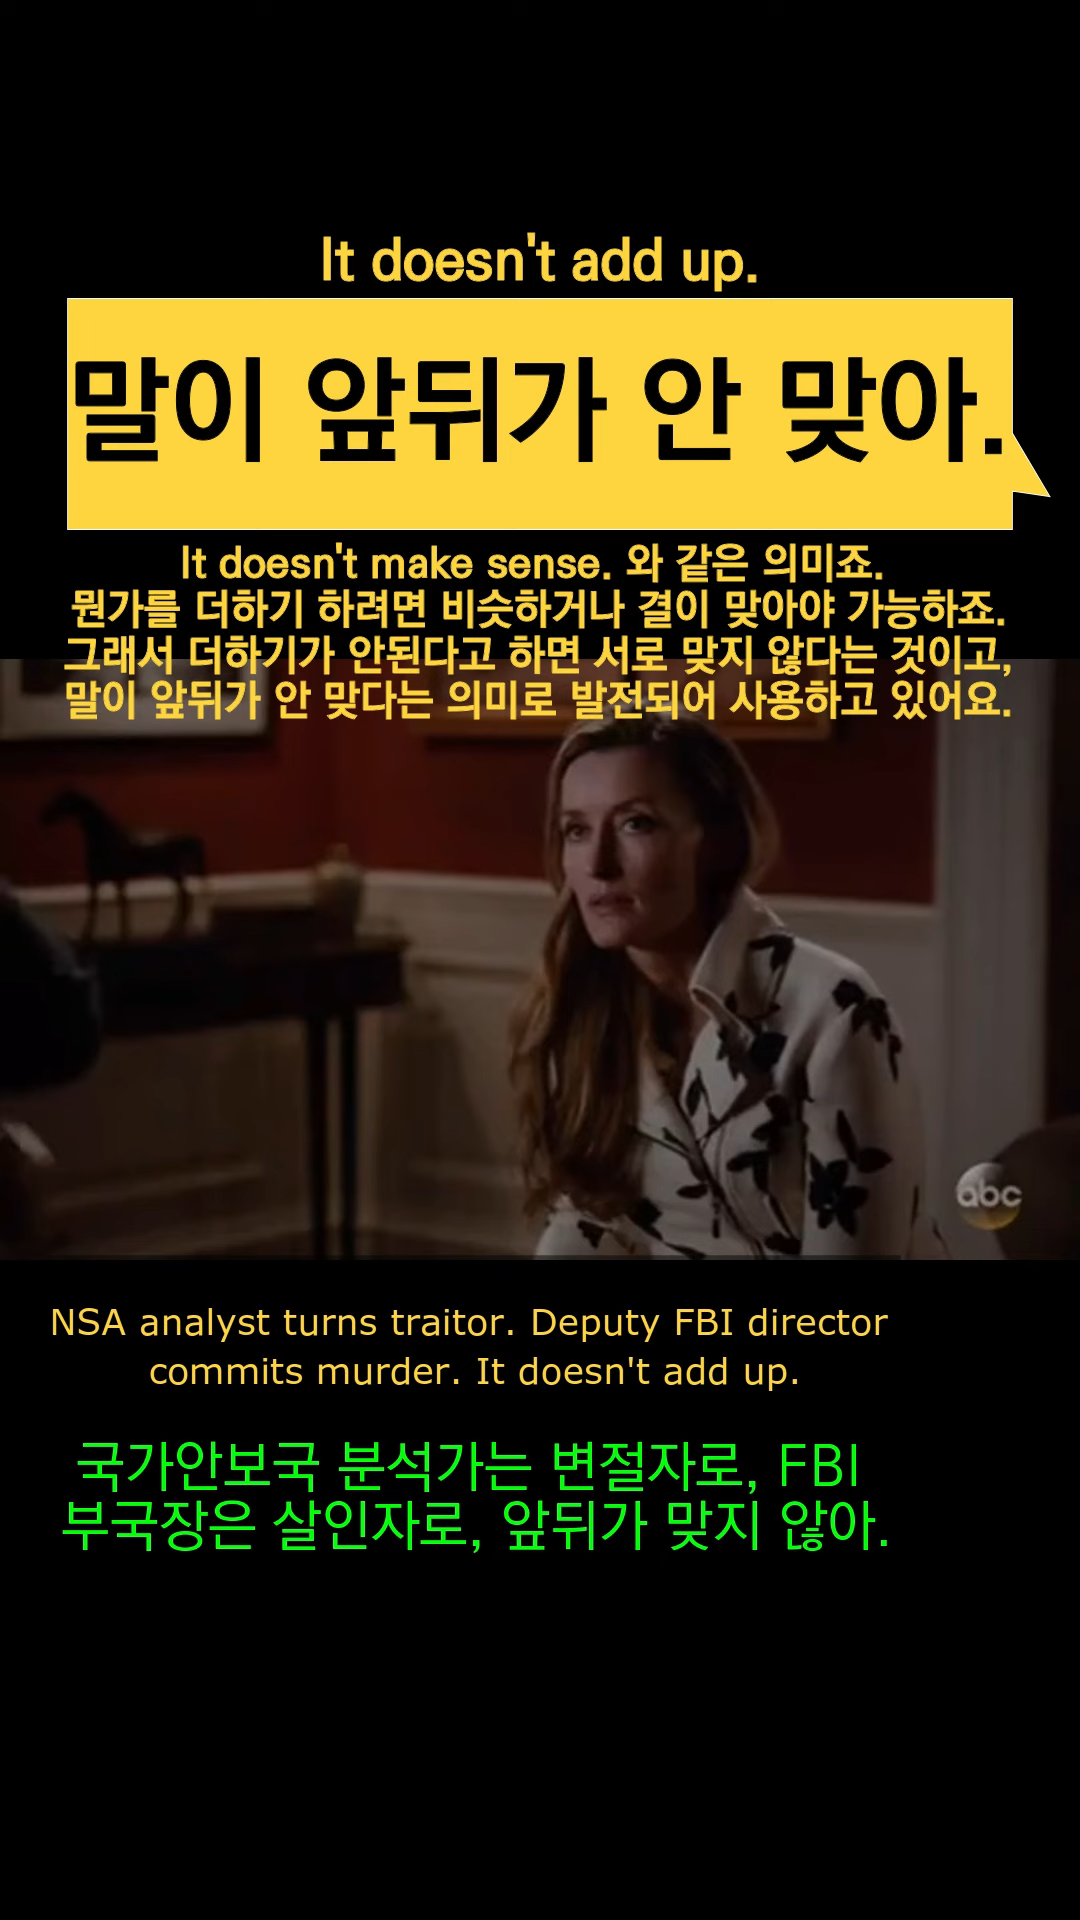 It doesn't add up.
말이 앞뒤가 안 맞아.
It doesn't make sense. 와 같은 의미죠.
뭔가를 더하기 하려면 비슷하거나 결이 맞아야 가능하죠.
그래서 더하기가 안된다고 하면 서로 맞지 않다는 것이고,
말이 앞뒤가 안 맞다는 의미로 발전되어 사용하고 있어요.
abc
NSA analyst turns traitor. Deputy FBI director
commits murder. It doesn't add up.
국가안보국 분석가는 변절자로, FBI
부국장은 살인자로, 앞뒤가 맞지 않아.